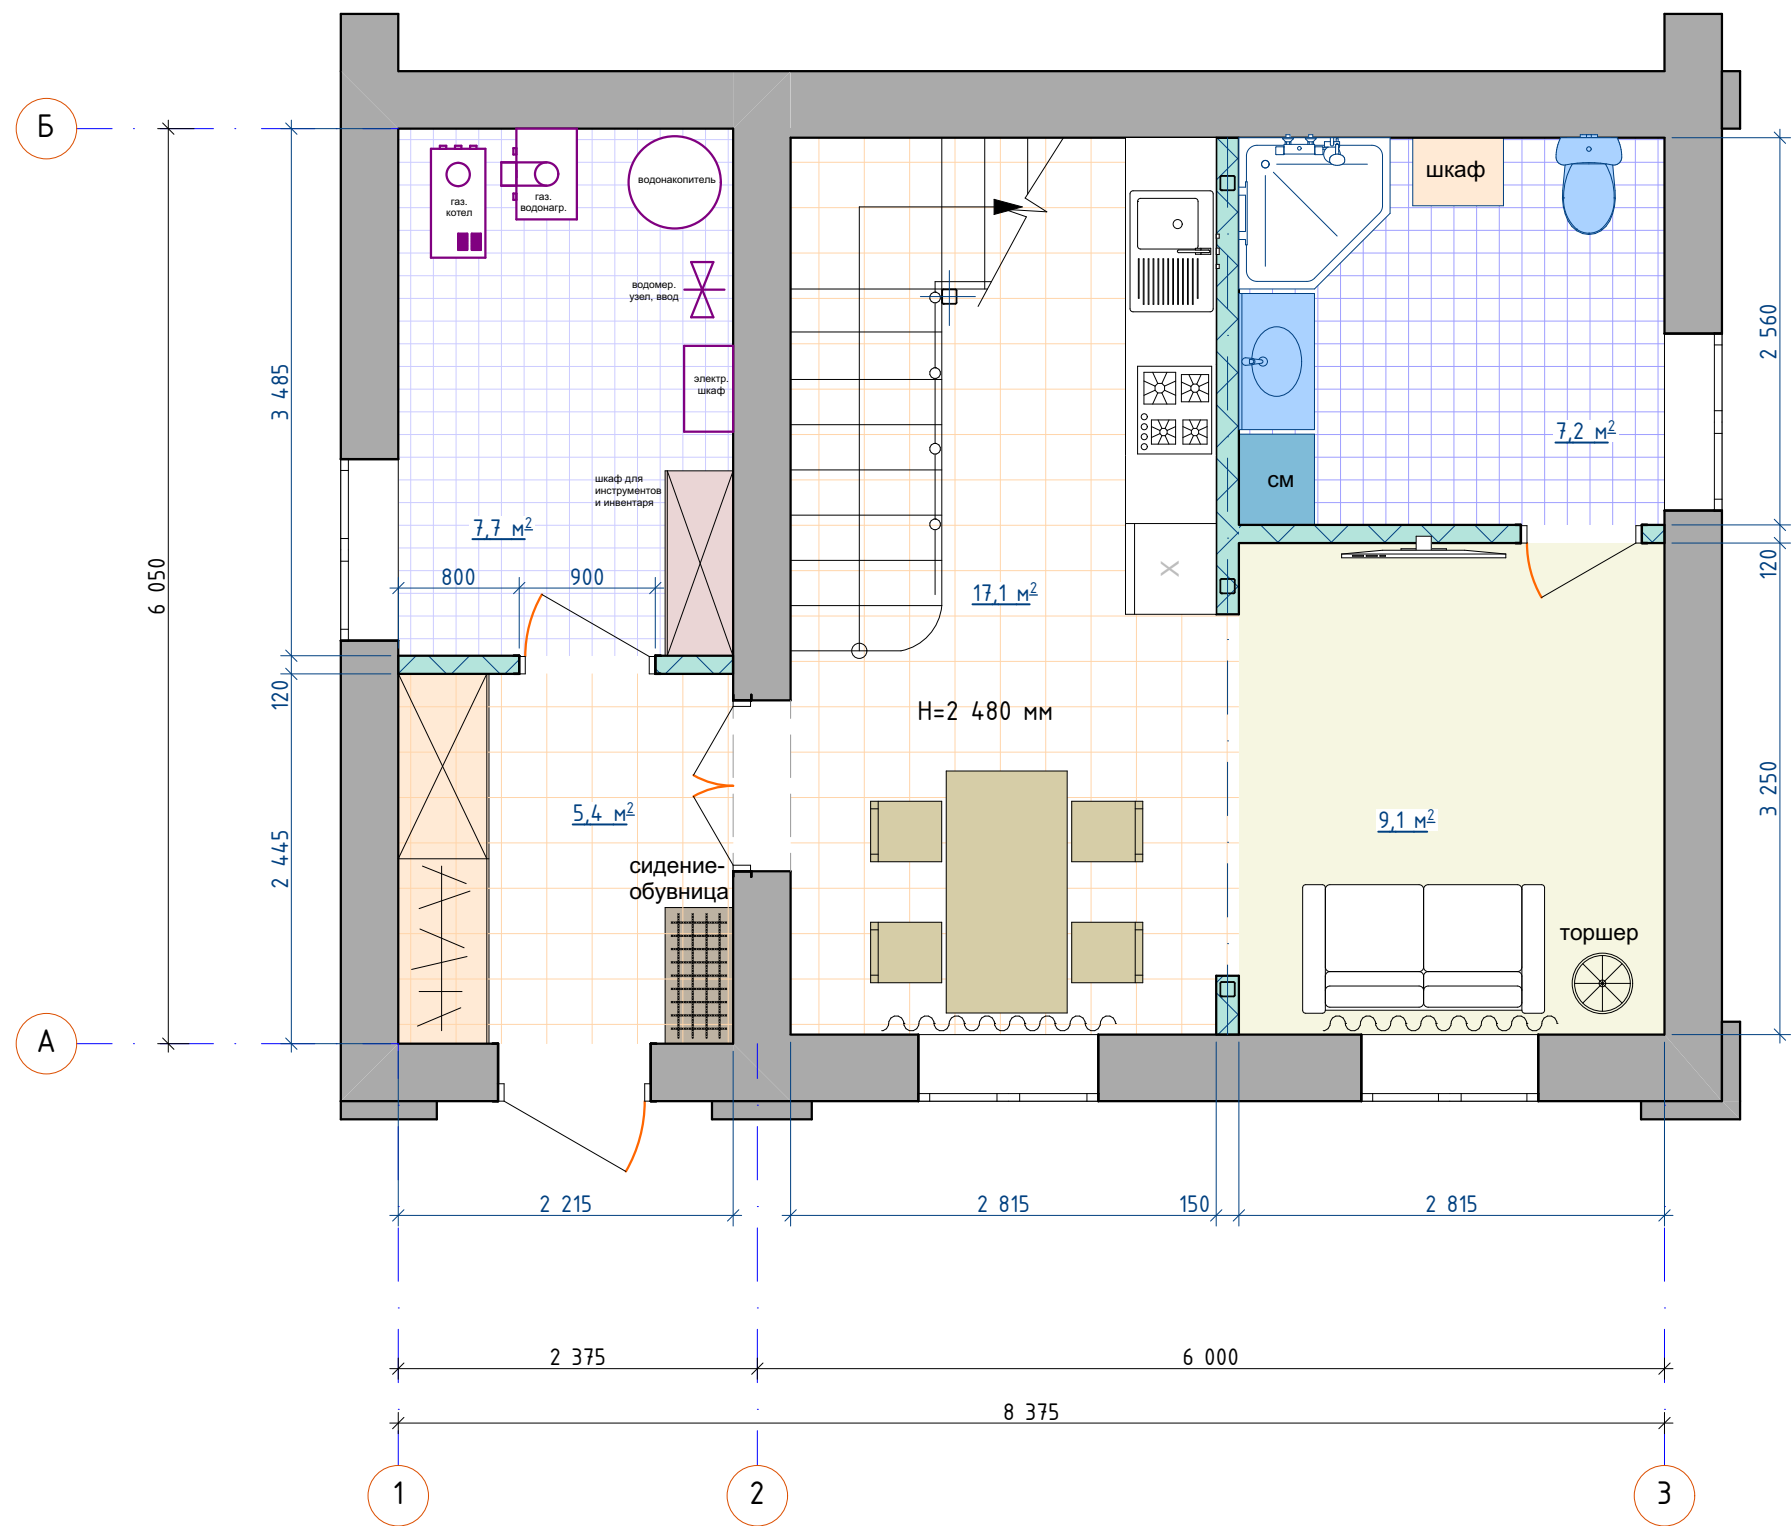 Б
водонакопитель
газ.
котел
газ.
водонагр.
шкаф
водомер.
узел, ввод
2 560
3 485
электр.
шкаф
7,2 м²
см
шкаф для
инструментов
и инвентаря
7,7 м²
6 050
800
900
120
17,1 м²
120
H=2 480 мм
5,4 м²
9,1 м²
3 250
2 445
сидение-
обувница
торшер
А
2 215
2 815
150
2 815
2 375
6 000
8 375
1
2
3